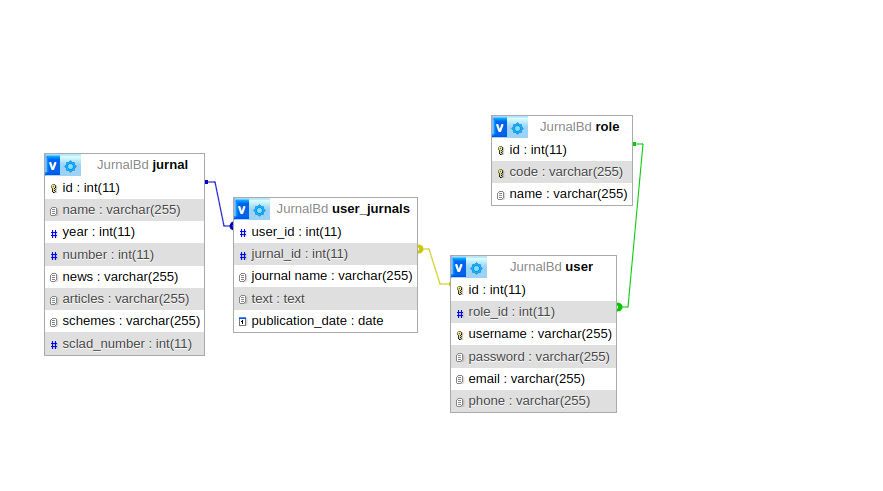 v JurnalBd jurnal
id : int(11)
name : varchar(255)
year : int(11)
number : int(11)
news : varchar(255)
articles : varchar(255)
schemes : varchar(255)
sclad_number : int(11)
v JurnalBd user_jurnals
user_id : int(11)
jurnal_id : int(11)
journal name : varchar(255)
text : text
publication_date : date
v JurnalBd role
id : int(11)
code : varchar(255)
name : varchar(255)
v JurnalBd user
id : int(11)
role_id : int(11)
username : varchar(255)
password : varchar(255)
email : varchar(255)
phone : varchar(255)